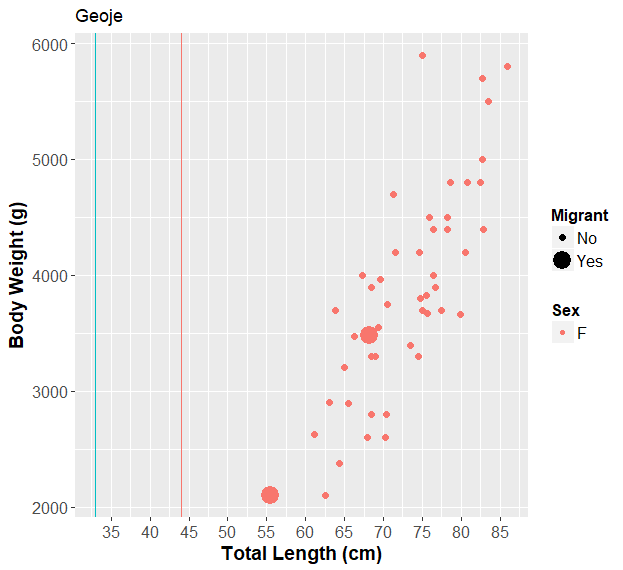 Geoje
6000
5000
4000
3000
2000
Body Weight (g)
35 40 45 50 55 60 65 70 75 80 85
Total Length (cm)
Migrant
No
Yes
Sex
F